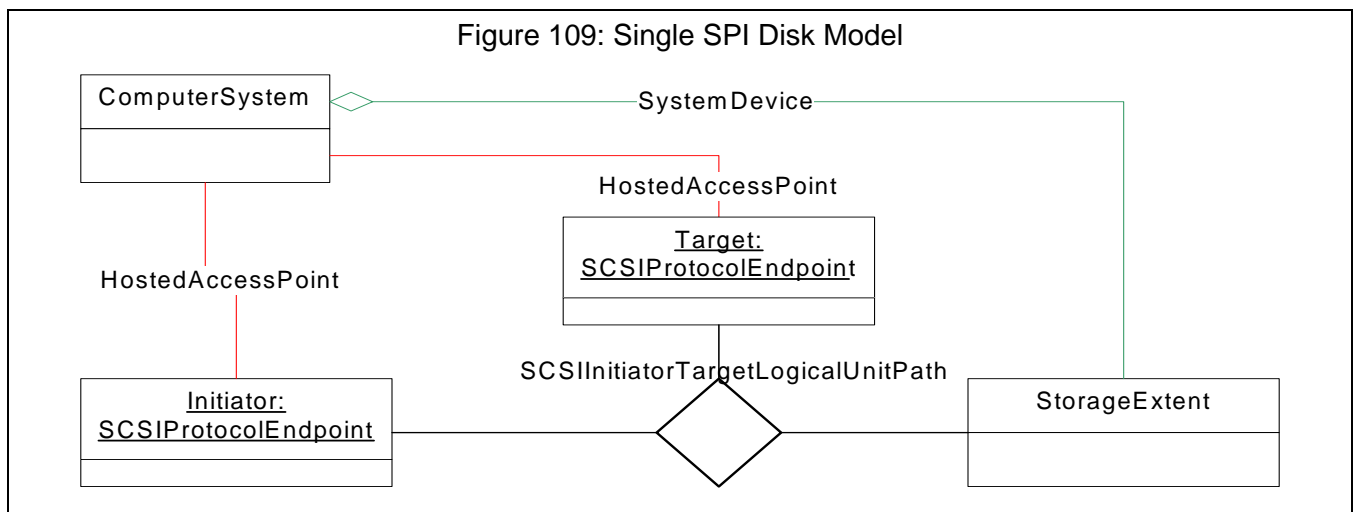 Figure 109: Single SPI Disk Model
ComputerSystem
SystemDevice
HostedAccessPoint
Target:
SCSIProtocolEndpoint
HostedAccessPoint
SCSIInitiatorTargetLogicalUnitPath
Initiator:
SCSIProtocolEndpoint
StorageExtent